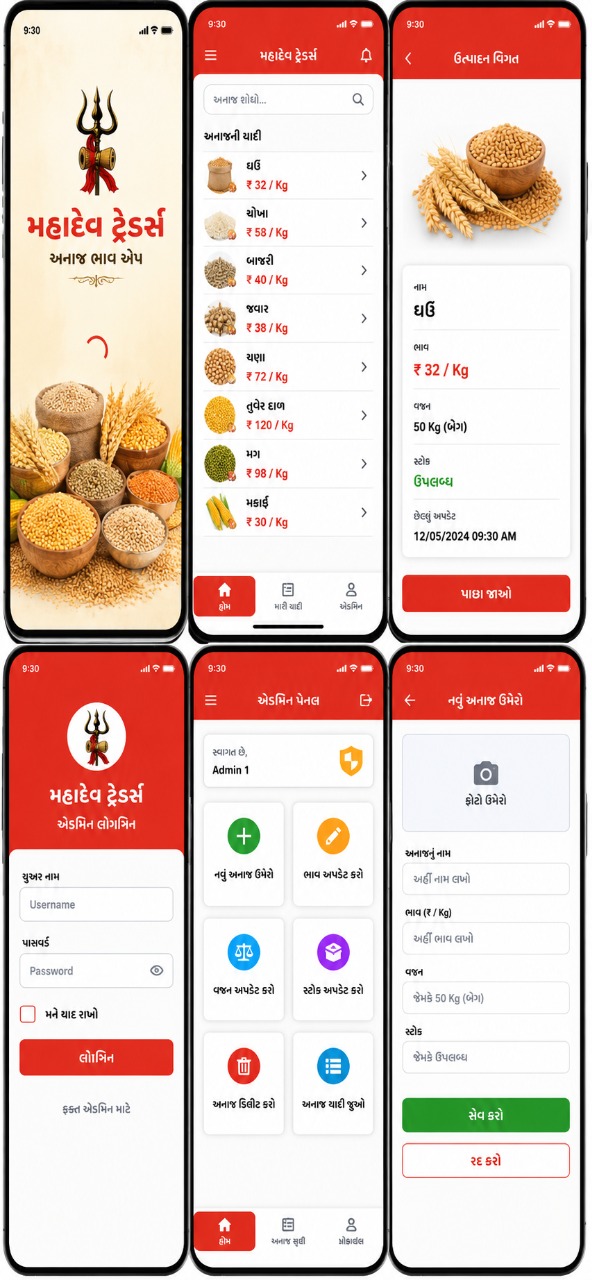 9:30
મહાદેવ ટ્રેડર્સ
અનાજ ભાવ એપ
9:30
મહાદેવ ટ્રેડર્સ
અનાજ શોધો...
અનાજની યાદી
ઘઉં
₹ 32 / Kg
ચોખા
₹ 58 / Kg
બાજરી
₹ 40 / Kg
જવાર
₹ 38 / Kg
ચણા
₹ 72 / Kg
તુવેર દાળ
₹ 120 / Kg
મગ
₹ 98 / Kg
મકાઈ
₹ 30 / Kg
હોમ
મારી યાદી
એડમિન
9:30
ઉત્પાદન વિગત
નામ
ઘઉં
ભાવ
₹ 32 / Kg
વજન
50 Kg (બેગ)
સ્ટોક
ઉપલબ્ધ
છેલ્લું અપડેટ
12/05/2024 09:30 AM
પાછા જાઓ
9:30
મહાદેવ ટ્રેડર્સ
એડમિન લોગિન
યુઅર નામ
Username
પાસવર્ડ
Password
મને યાદ રાખો
ફક્ત એડમિન માટે
9:30
એડમિન પેનલ
સ્વાગત છે,
Admin 1
નવું અનાજ ઉમેરો
ભાવ અપડેટ કરો
વજન અપડેટ કરો
સ્ટોક અપડેટ કરો
અનાજ ડિલીટ કરો
અનાજ યાદી જુઓ
હોમ
અનાજ
9:30
નવું અનાજ ઉમેરો
ફોટો ઉમેરો
અનાજનું નામ
અહીં નામ લખો
ભાવ (₹ / Kg)
અહીં ભાવ લખો
વજન
જેમકે 50 Kg (બેગ)
સ્ટોક
જેમકે ઉપલબ્ધ
સેવ કરો
રદ કરો